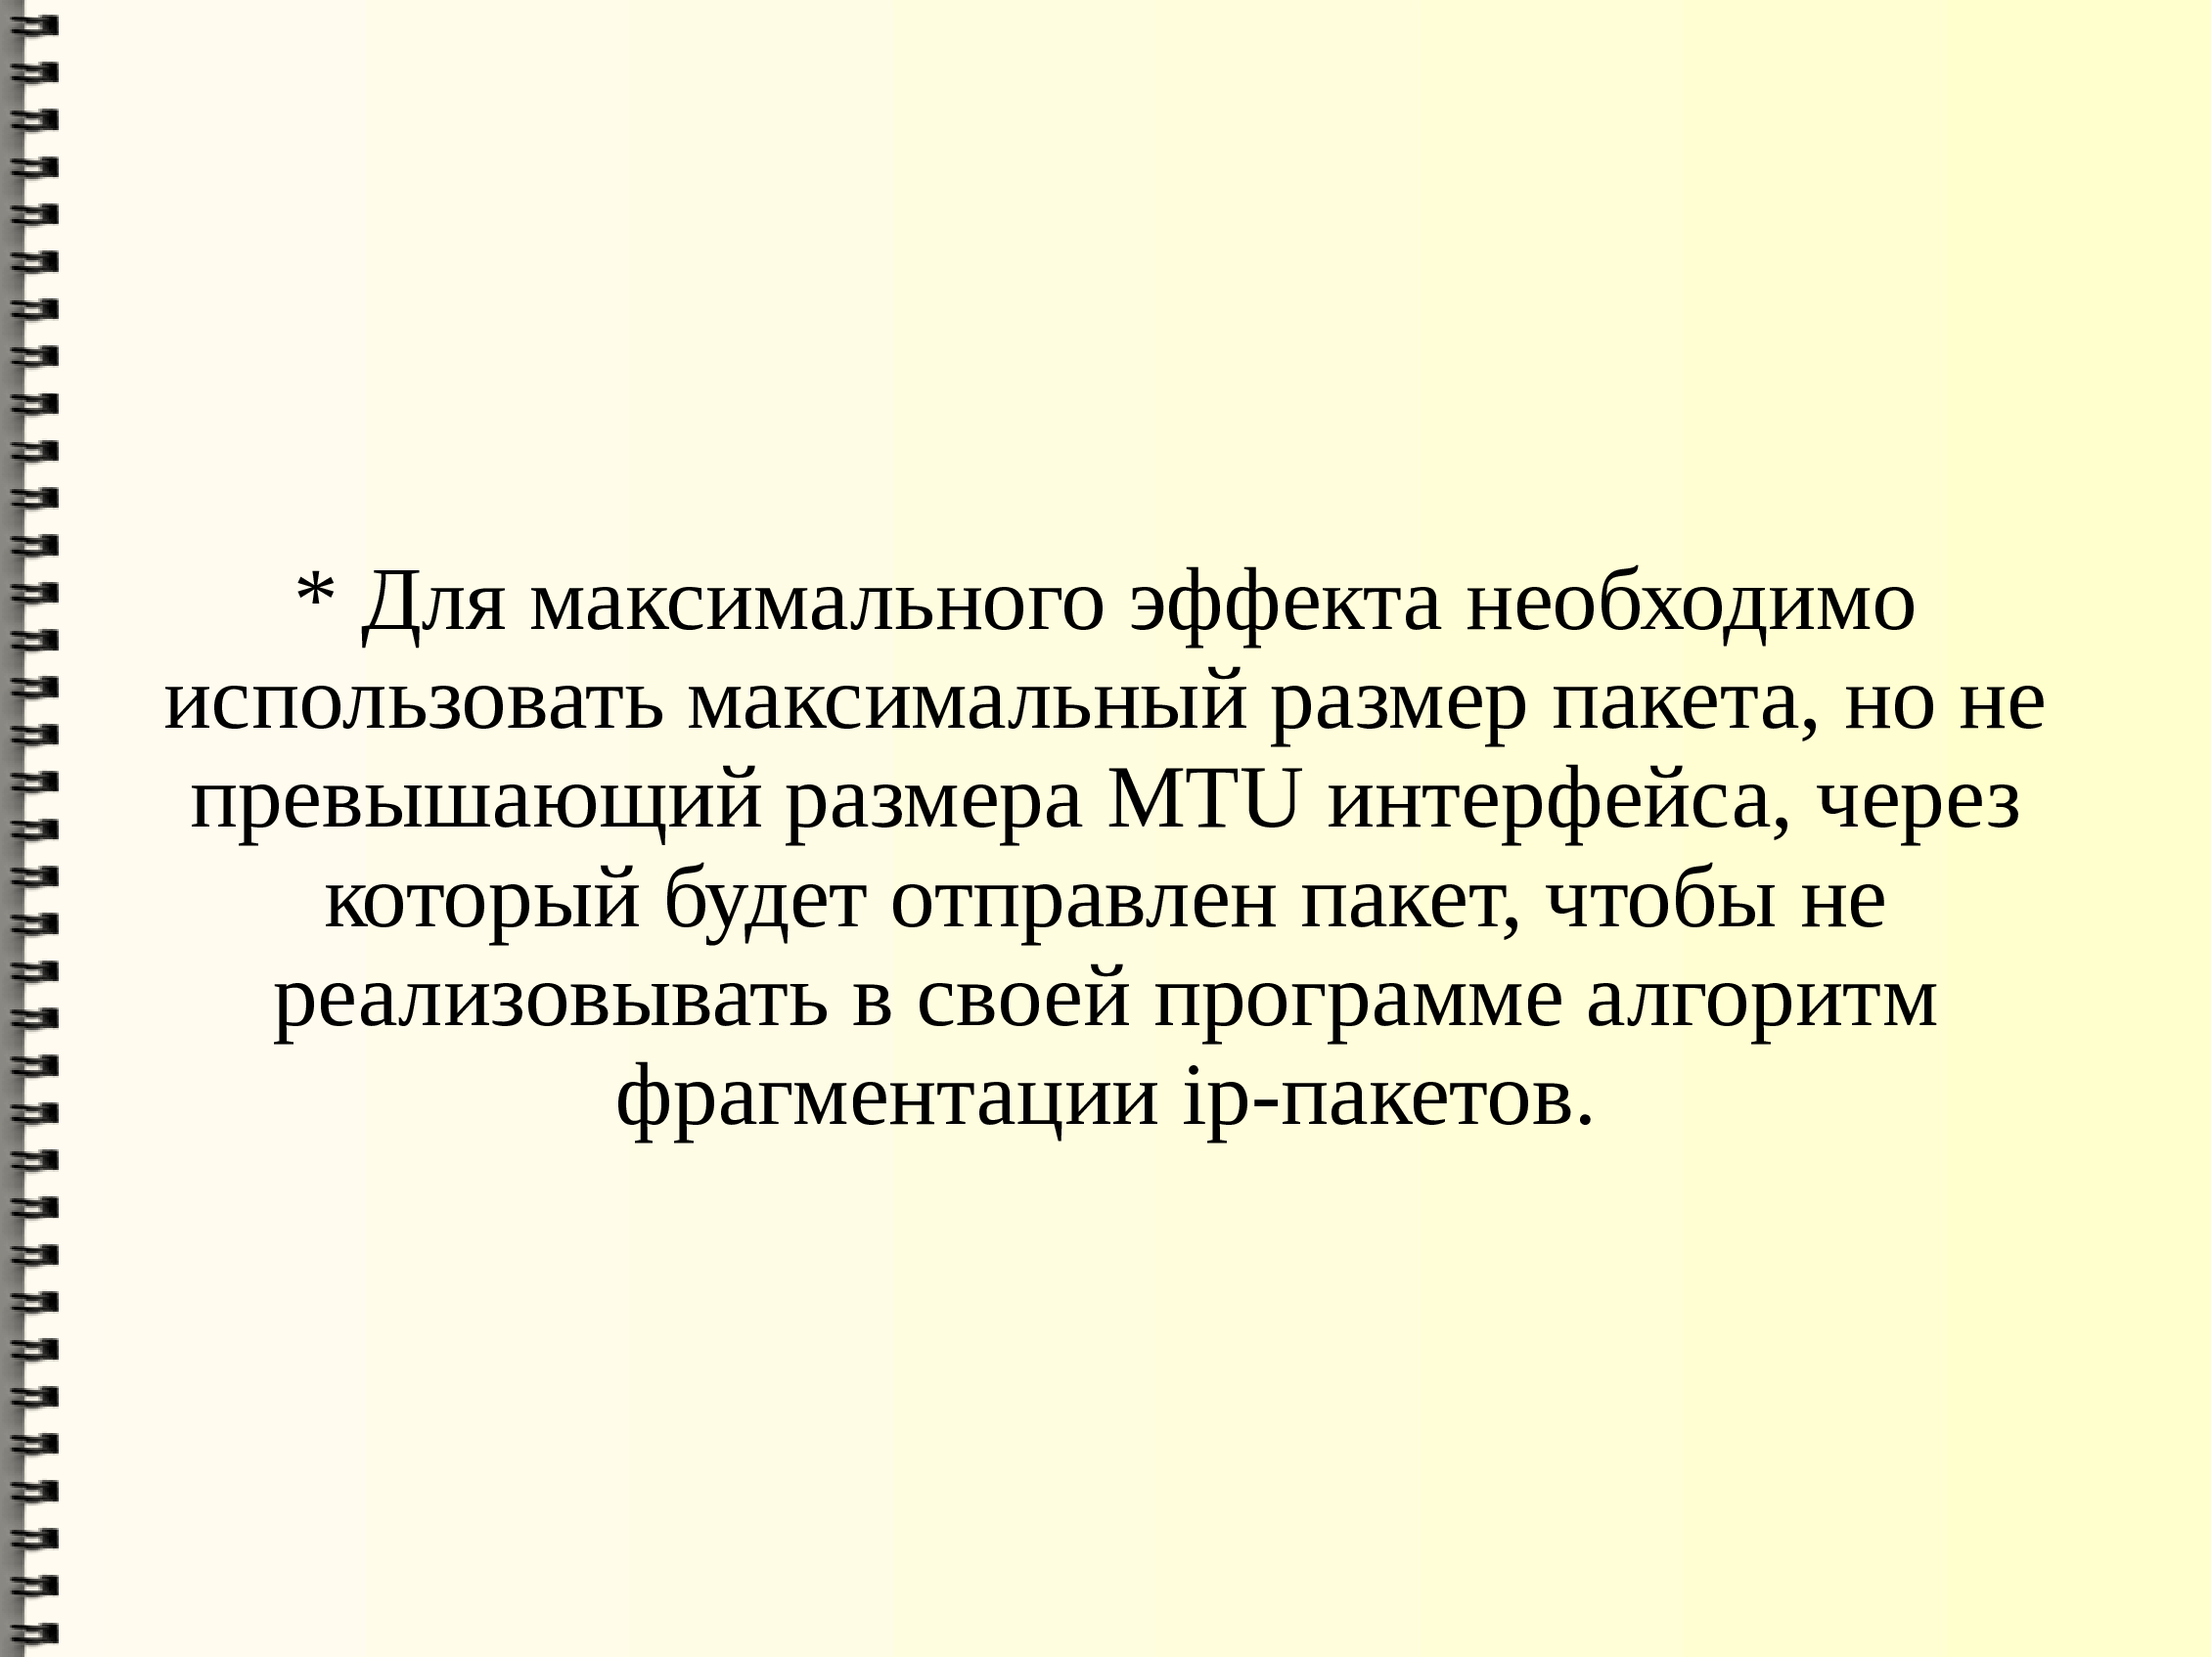 * Для максимального эффекта необходимо
использовать максимальный размер пакета, но не
превышающий размера MTU интерфейса, через
который будет отправлен пакет, чтобы не
реализовывать в своей программе алгоритм
фрагментации ip-пакетов.